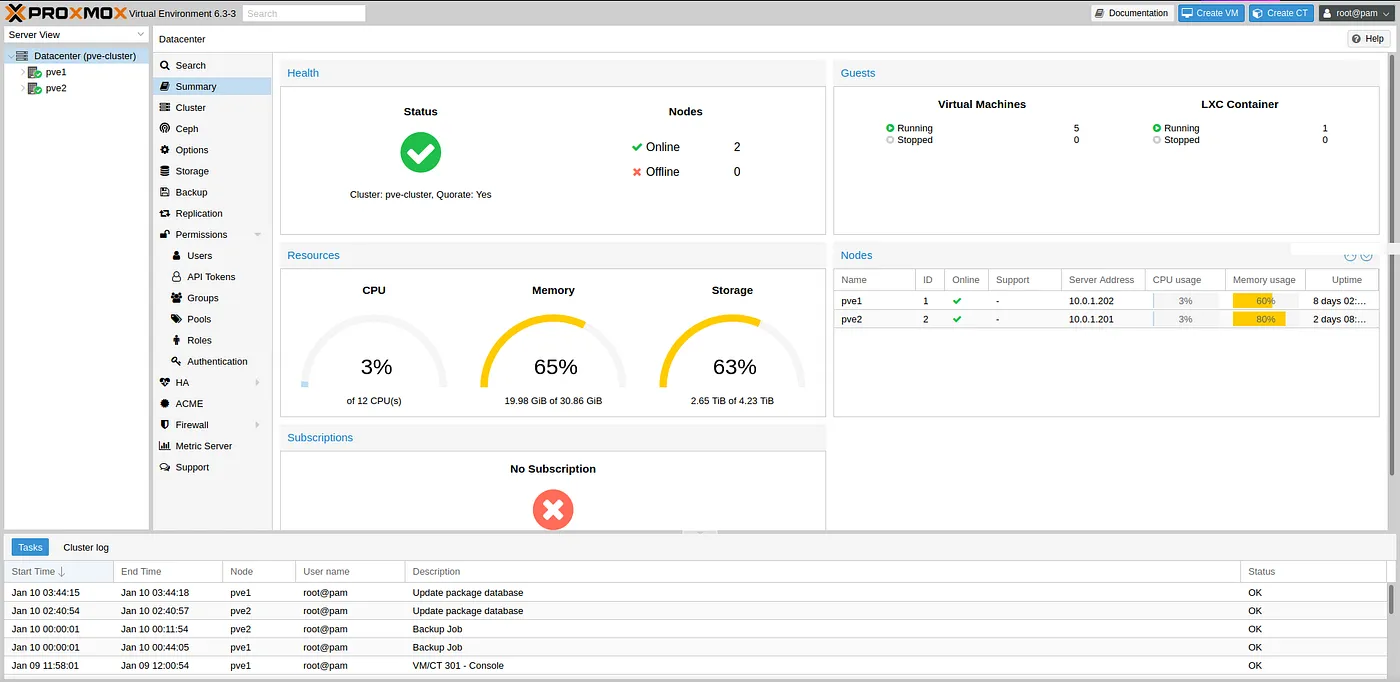 PROXMOX Virtual Environment 6.3-3 Search Documentation Create VM Create CT root@pam
Server View
Datacenter (pve-cluster)
pve1
pve2
Datacenter Help
Search
Summary
Cluster
Ceph
Options
Storage
Backup
Replication
Permissions
Users
API Tokens
Groups
Pools
Roles
Authentication
HA
ACME
Firewall
Metric Server
Support
Health
Status Nodes
Online 2
Offline 0
Cluster: pve-cluster, Quorate: Yes
Guests
Virtual Machines LXC Container
Running 5 Running 1
Stopped 0 Stopped 0
Resources
CPU Memory Storage
3% 65% 63%
of 12 CPU(s) 19.98 GiB of 30.86 GiB 2.65 TiB of 4.23 TiB
Nodes
Name ID Online Support Server Address CPU usage Memory usage Uptime
pve1 1 - 10.0.1.202 3% 60% 8 days 02:...
pve2 2 - 10.0.1.201 3% 80% 2 days 08:...
Subscriptions
No Subscription
Tasks Cluster log
Start Time End Time Node User name Description Status
Jan 10 03:44:15 Jan 10 03:44:18 pve1 root@pam Update package database OK
Jan 10 02:40:54 Jan 10 02:40:57 pve2 root@pam Update package database OK
Jan 10 00:00:01 Jan 10 00:11:54 pve2 root@pam Backup Job OK
Jan 10 00:00:01 Jan 10 00:44:05 pve1 root@pam Backup Job OK
Jan 09 11:58:01 Jan 09 12:00:54 pve1 root@pam VM/CT 301 - Console OK